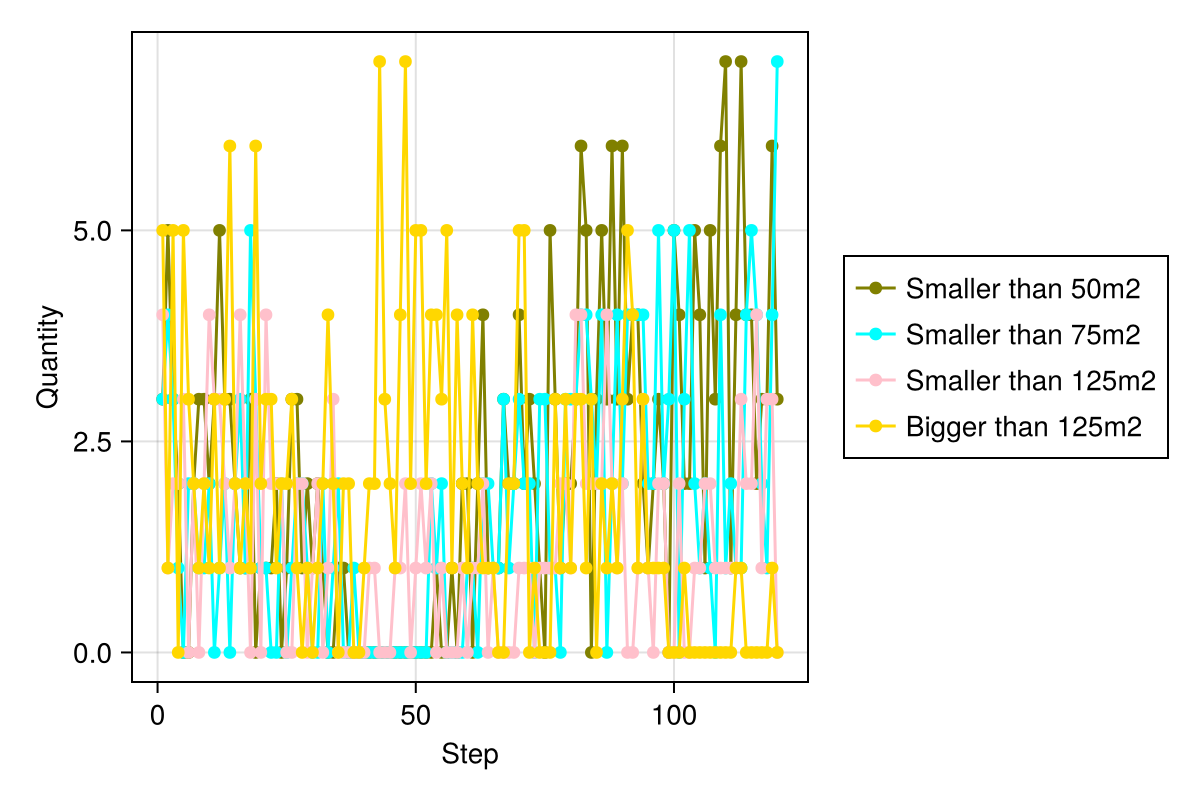 5.0
2.5
0.0
Quantity
0
50
100
Step
Smaller than 50m2
Smaller than 75m2
Smaller than 125m2
Bigger than 125m2